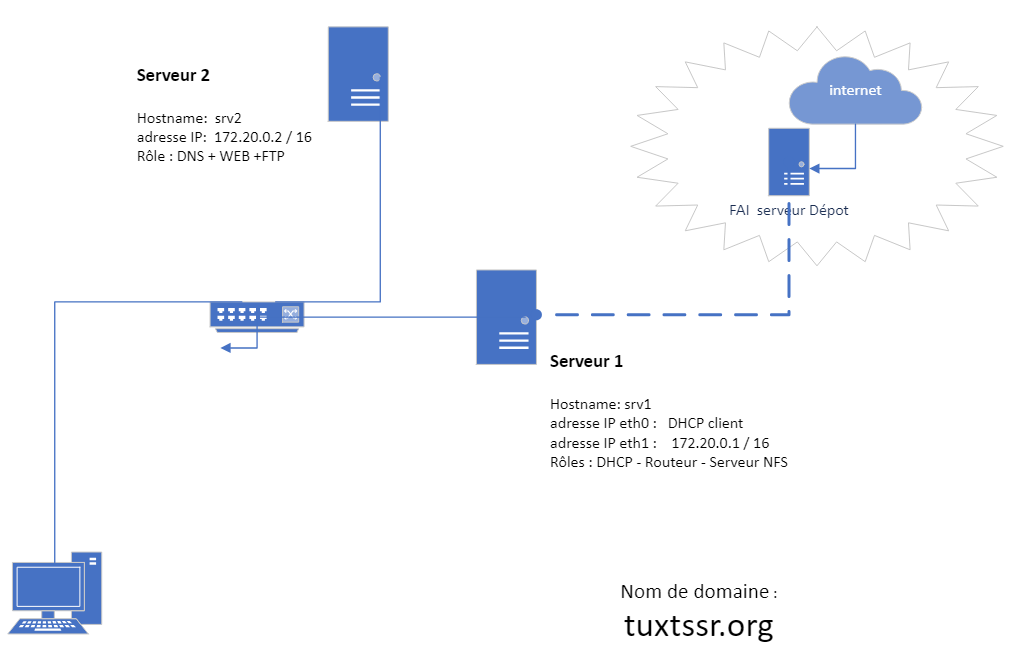 Serveur 2
Hostname: srv2
adresse IP: 172.20.0.2 / 16
Rôle : DNS + WEB +FTP
internet
FAI serveur Dépot
Serveur 1
Hostname: srv1
adresse IP eth0 : DHCP client
adresse IP eth1 : 172.20.0.1 / 16
Rôles : DHCP - Routeur - Serveur NFS
Nom de domaine :
tuxtssr.org